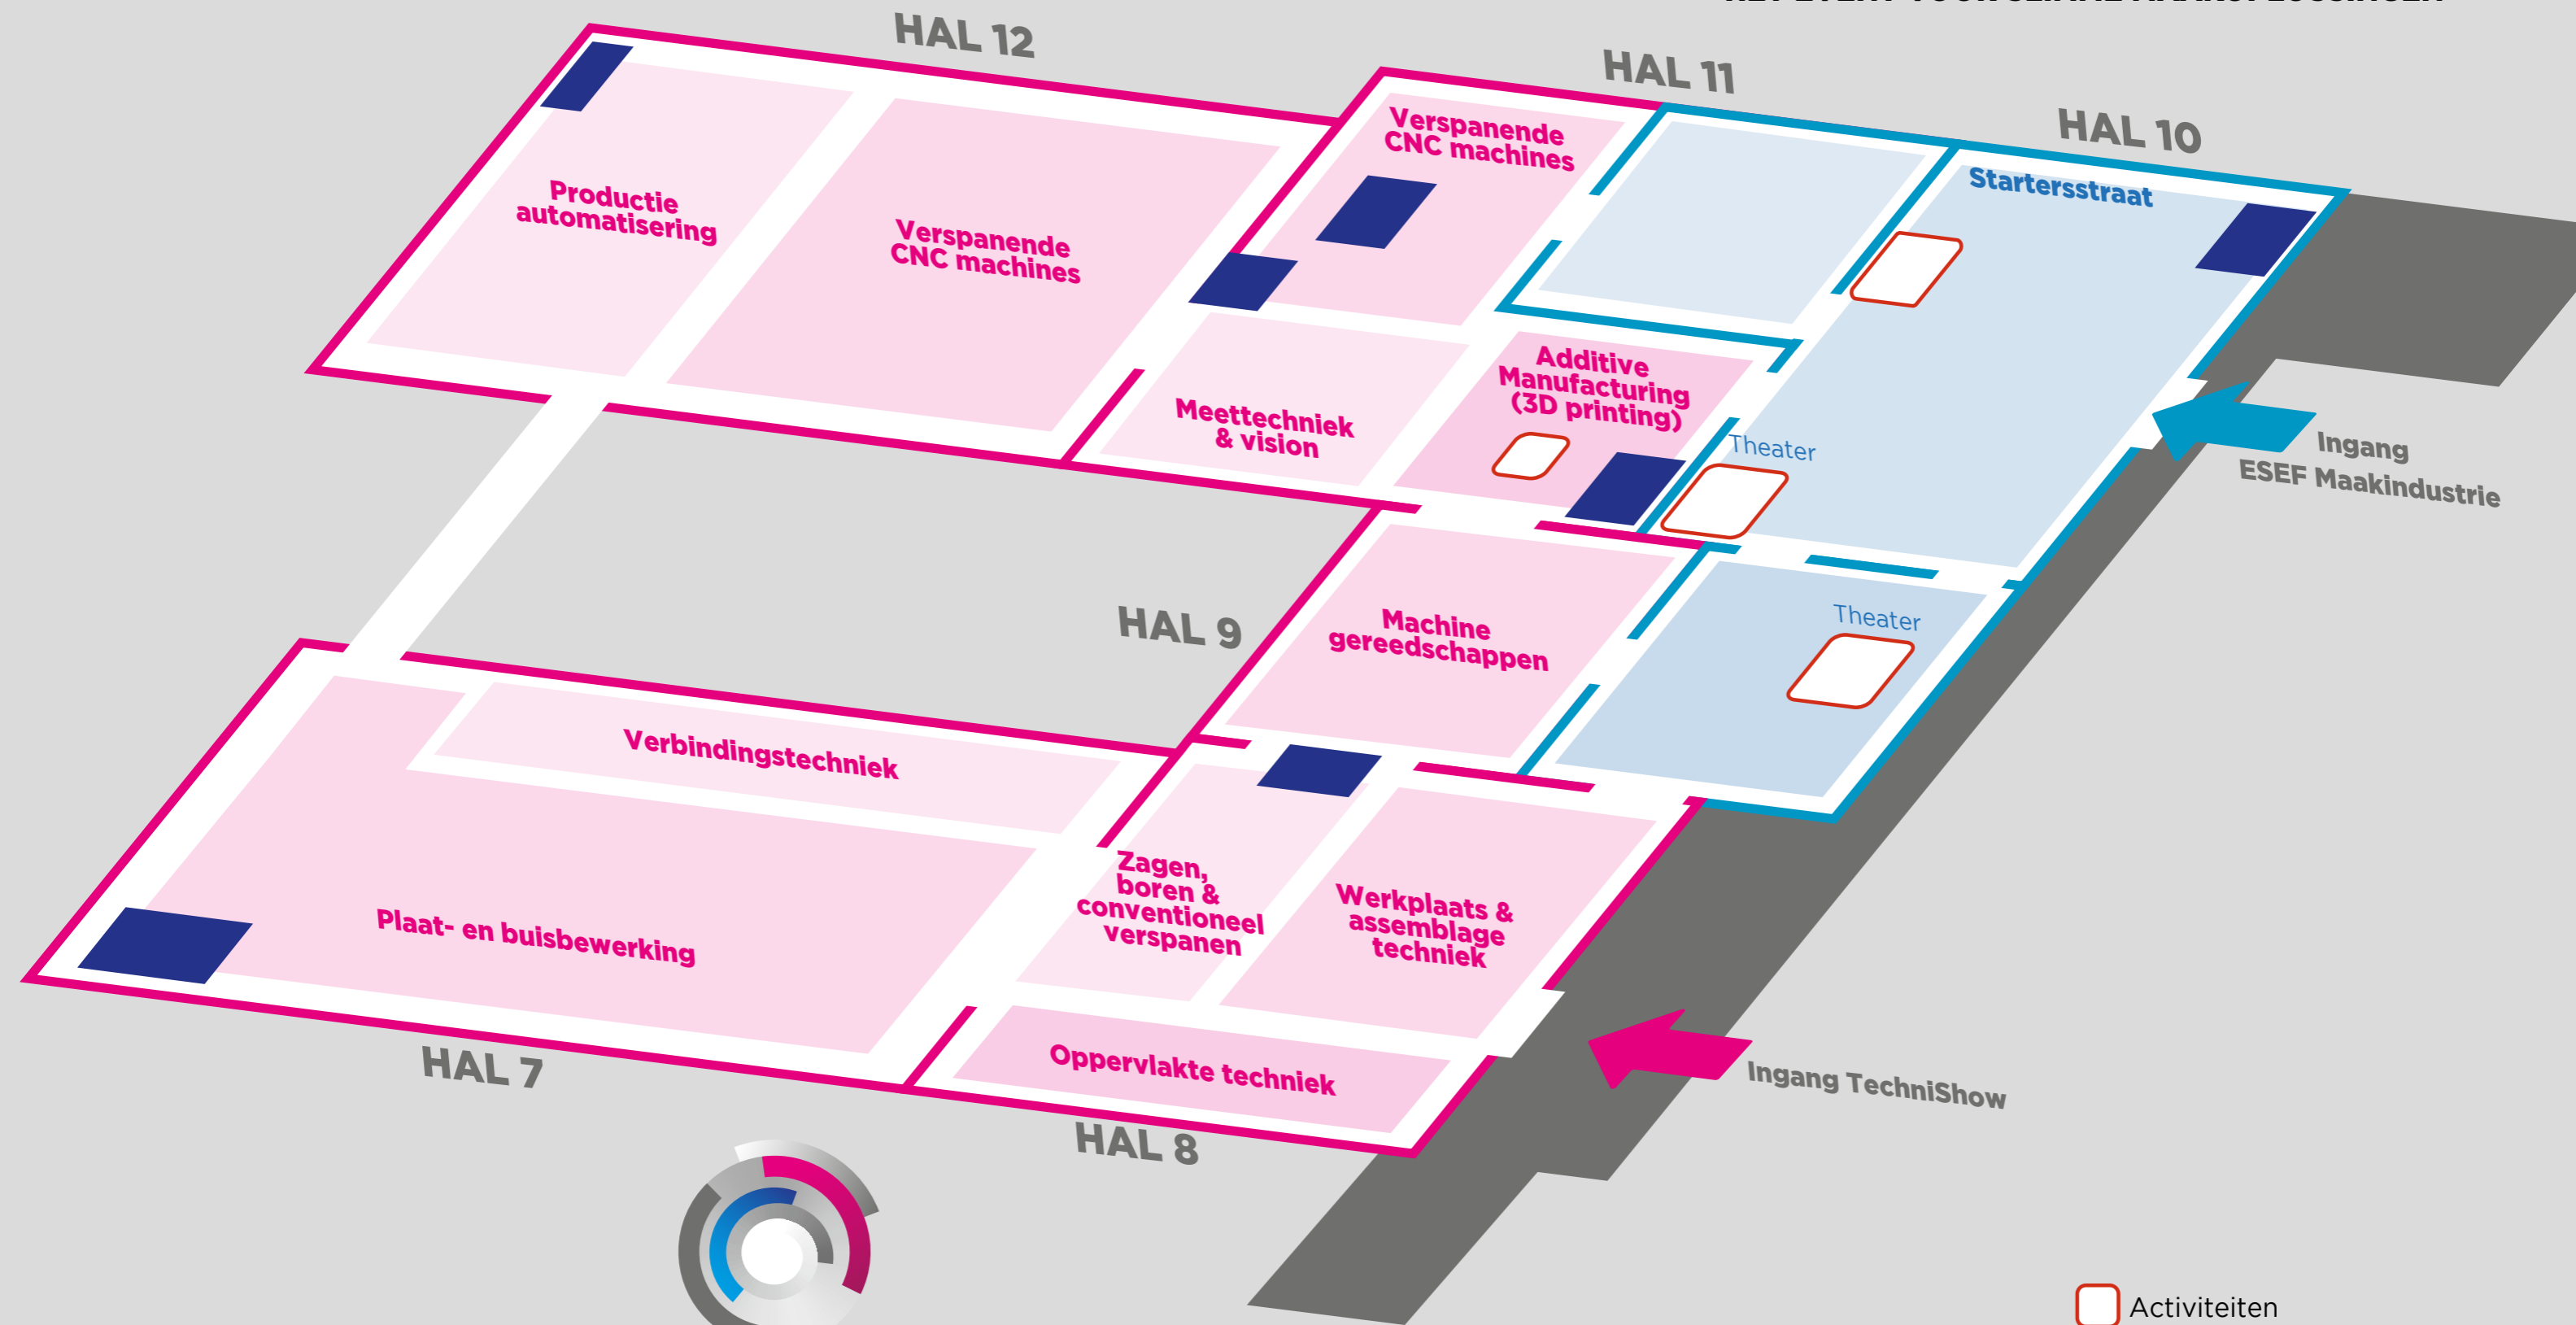 HAL 12
HAL 11
HAL 10
Verspanende
CNC machines
Startersstraat
Productie
automatisering
Verspanende
CNC machines
Additive
Manufacturing
(3D printing)
Meettechniek
& vision
Theater
Ingang
ESEF Maakindustrie
HAL 9
Machine
gereedschappen
Theater
Verbindingstechniek
Zagen,
boren &
conventioneel
verspanen
Werkplaats &
assemblage
techniek
Plaat- en buisbewerking
Oppervlakte techniek
Ingang TechniShow
HAL 7
HAL 8
Activiteiten